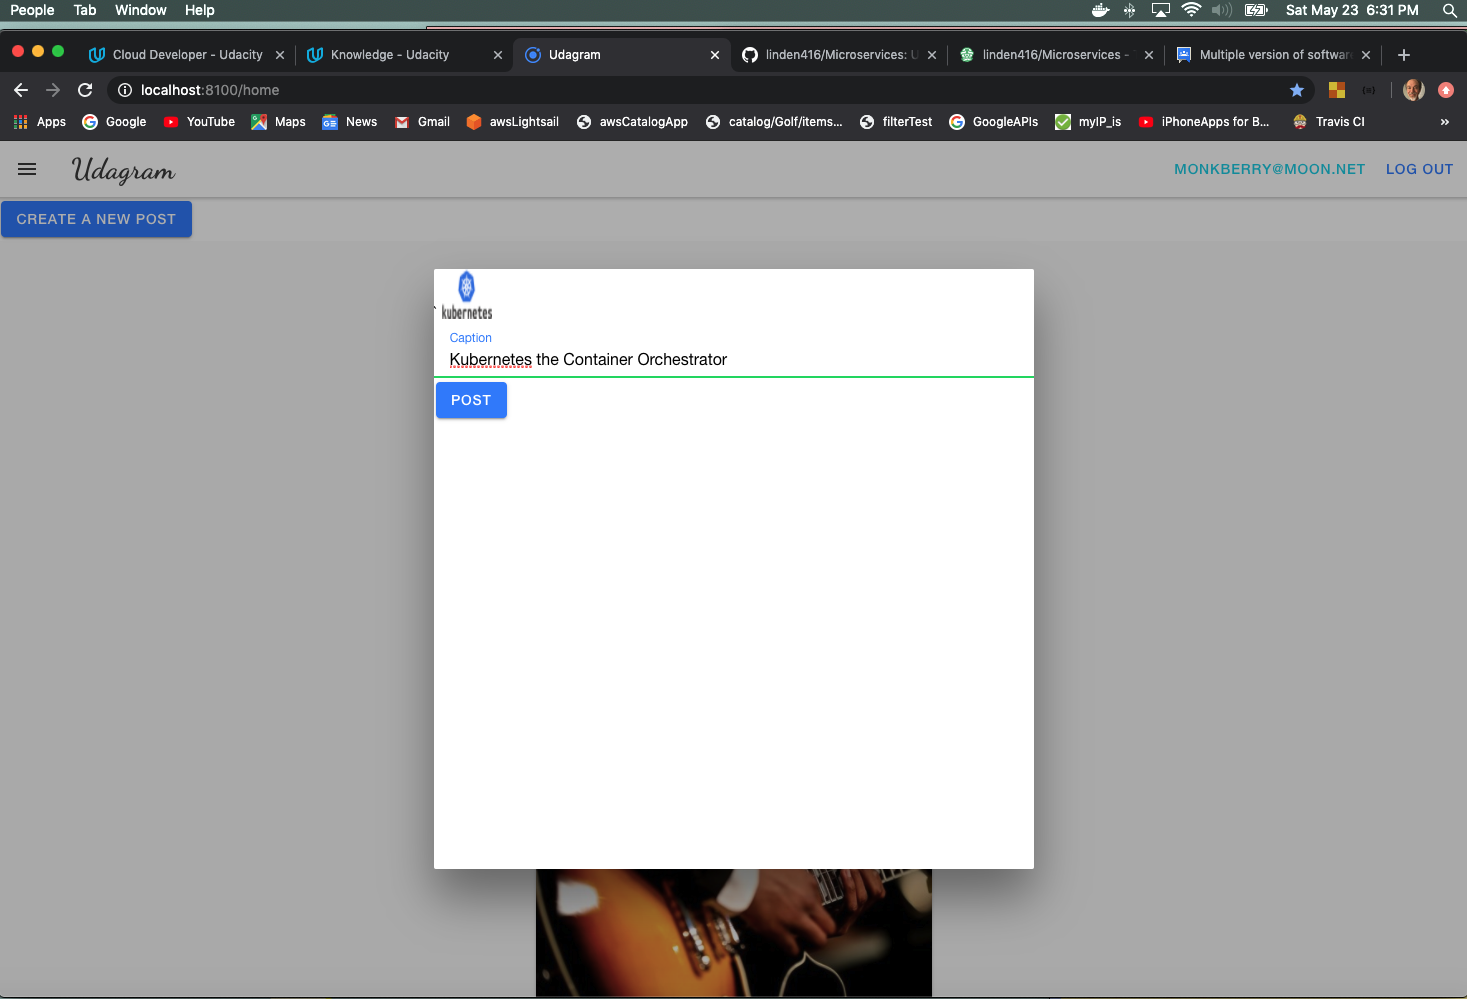 People Tab Window Help Sat May 23 6:31 PM
Cloud Developer - Udacity Knowledge - Udacity Udagram linden416/Microservices: U linden416/Microservices - Multiple version of softwar
localhost:8100/home
Apps Google YouTube Maps News Gmail awsLightsail awsCatalogApp catalog/Golf/items... filterTest GoogleAPIs myIP_is iPhoneApps for B... Travis CI »
Udagram MONKBERRY@MOON.NET LOG OUT
CREATE A NEW POST
kubernetes
Caption
Kubernetes the Container Orchestrator
POST